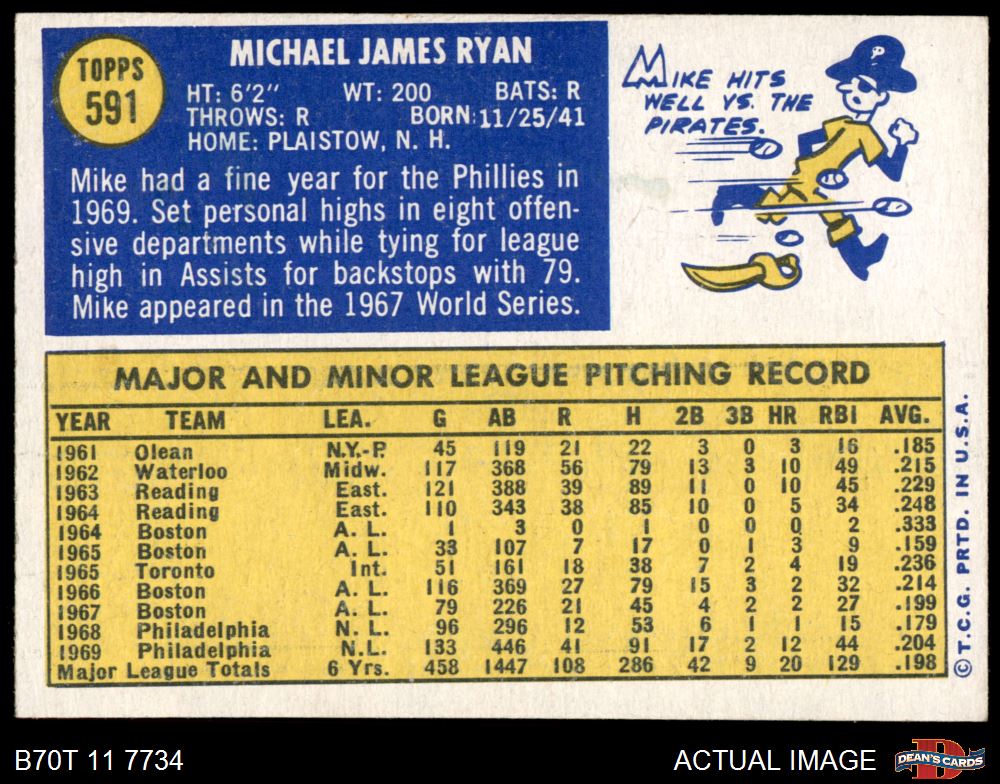 TOPPS
591
MICHAEL JAMES RYAN
HT: 6'2" WT: 200 BATS: R
THROWS: R BORN: 11/25/41
HOME: PLAISTOW, N. H.
Mike had a fine year for the Phillies in
1969. Set personal highs in eight offen-
sive departments while tying for league
high in Assists for backstops with 79.
Mike appeared in the 1967 World Series.
MIKE HITS
WELL VS. THE
PIRATES.
P
MAJOR AND MINOR LEAGUE PITCHING RECORD
YEAR TEAM LEA. G AB R H 2B 3B HR RBI AVG.
1961 Olean N.Y.-P. 45 119 21 22 3 0 3 16 .185
1962 Waterloo Midw. 117 368 56 79 13 3 10 49 .215
1963 Reading East. 121 388 39 89 11 0 10 45 .229
1964 Reading East. 110 343 38 85 10 0 5 34 .248
1964 Boston A. L. 1 3 0 1 0 0 0 2 .333
1965 Boston A. L. 33 107 7 17 0 1 3 9 .159
1965 Toronto Int. 51 161 18 38 7 2 4 19 .236
1966 Boston A. L. 116 369 27 79 15 3 2 32 .214
1967 Boston A. L. 79 226 21 45 4 2 2 27 .199
1968 Philadelphia N. L. 96 296 12 53 6 1 1 15 .179
1969 Philadelphia N.L. 133 446 41 91 17 2 12 44 .204
Major League Totals 6 Yrs. 458 1447 108 286 42 9 20 129 .198
© T.C.G. PRTD. IN U.S.A.
B70T 11 7734
ACTUAL IMAGE
D
DEAN'S CARDS